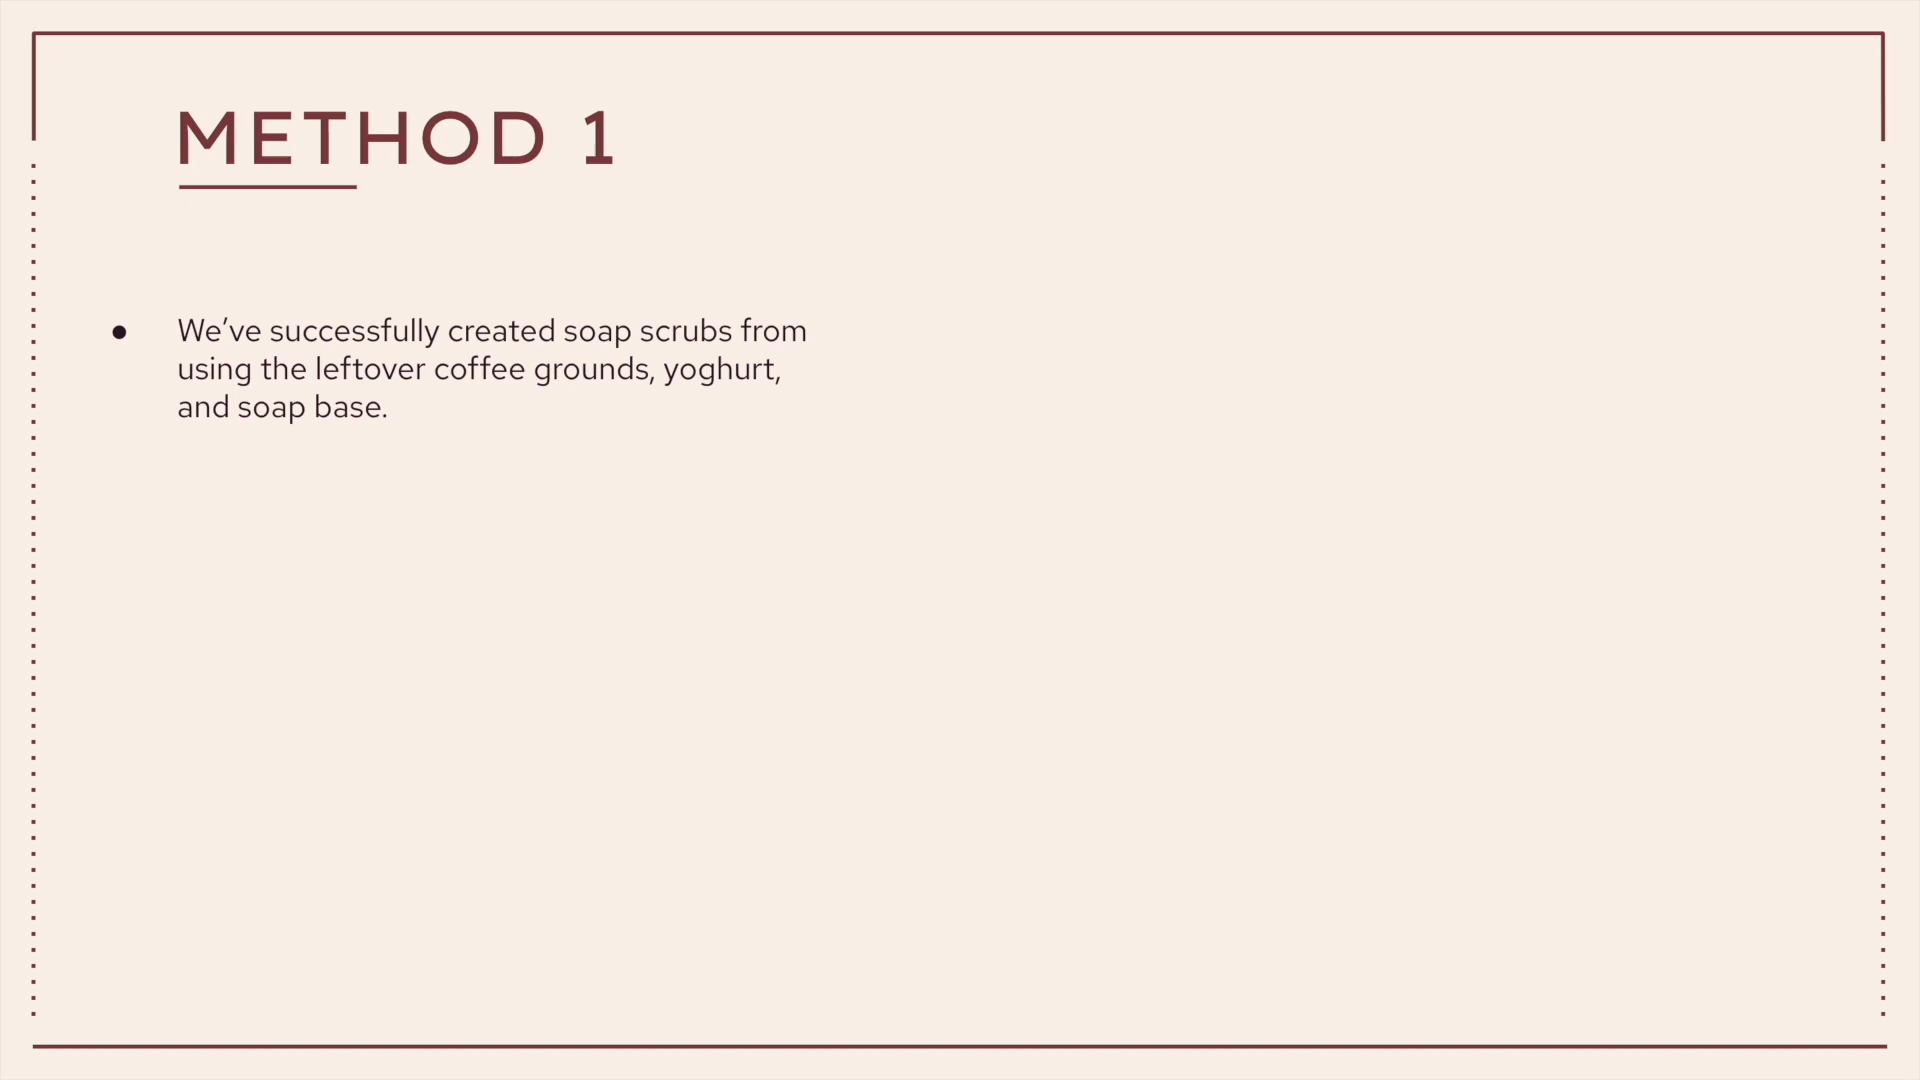 METHOD 1
● We’ve successfully created soap scrubs from
using the leftover coffee grounds, yoghurt,
and soap base.